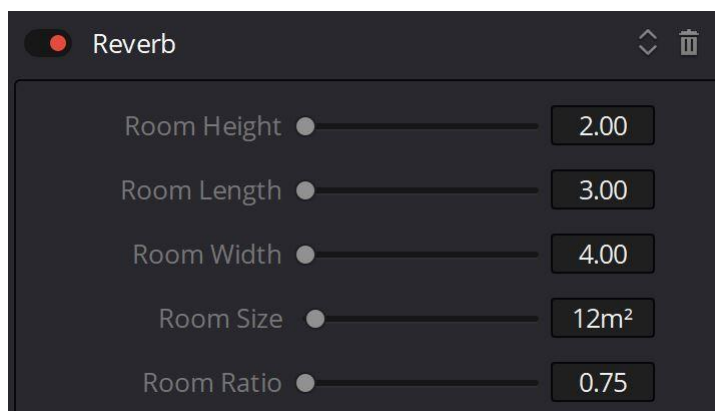 Reverb
Room Height 2.00
Room Length 3.00
Room Width 4.00
Room Size 12m²
Room Ratio 0.75